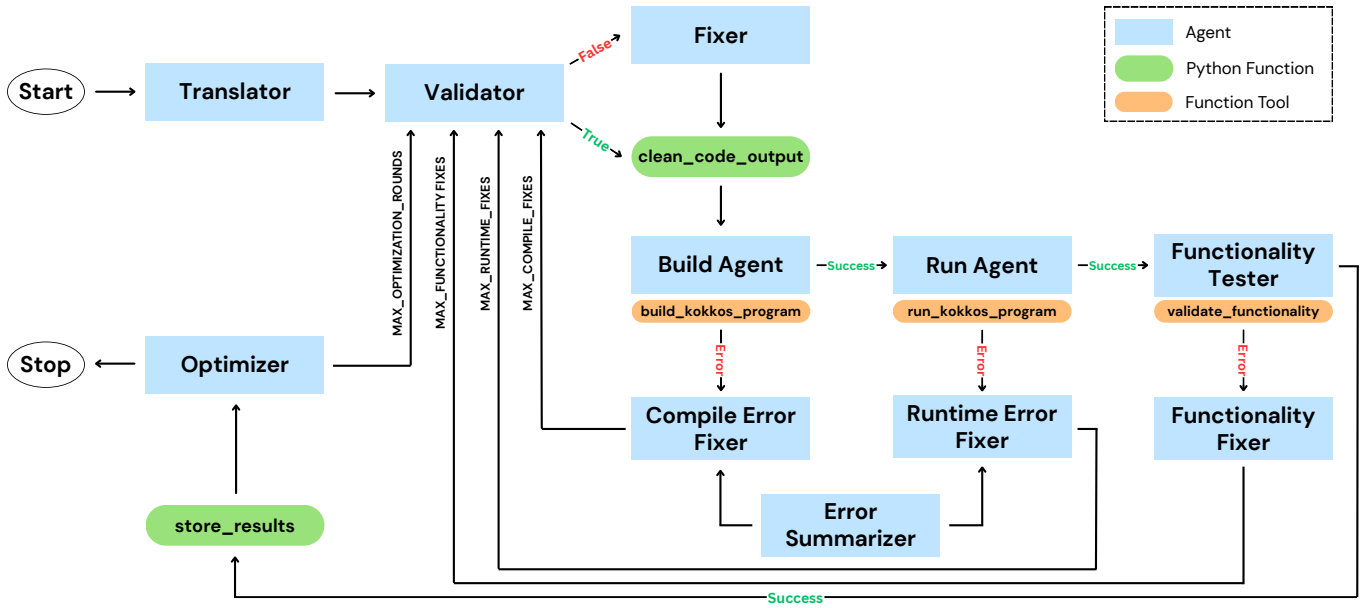 Start
Translator
Validator
False
Fixer
True
clean_code_output
Agent
Python Function
Function Tool
MAX_OPTIMIZATION_ROUNDS
MAX_FUNCTIONALITY FIXES
MAX_RUNTIME_FIXES
MAX_COMPILE_FIXES
Build Agent
build_kokkos_program
Success
Run Agent
run_kokkos_program
Success
Functionality
Tester
validate_functionality
Error
Error
Error
Stop
Optimizer
Compile Error
Fixer
Runtime Error
Fixer
Functionality
Fixer
store_results
Error
Summarizer
Success